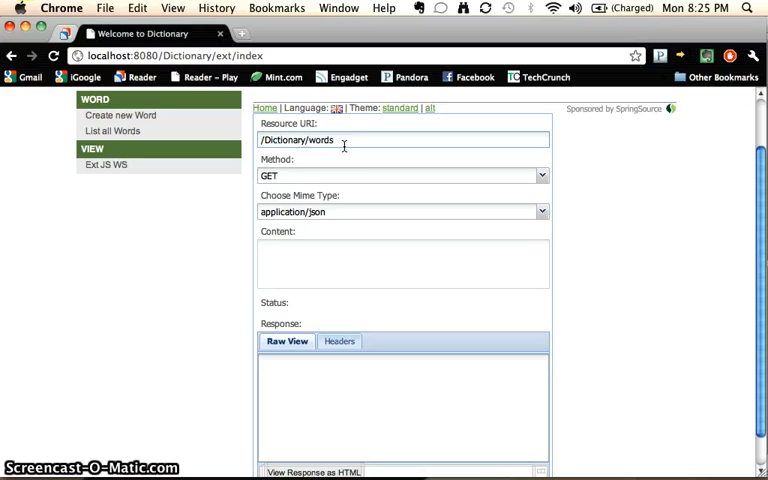 Chrome File Edit View History Bookmarks Window Help (Charged) Mon 8:25 PM
Welcome to Dictionary
localhost:8080/Dictionary/ext/index
Gmail iGoogle Reader Reader - Play Mint.com Engadget Pandora Facebook TechCrunch Other Bookmarks
WORD
Create new Word
List all Words
VIEW
Ext JS WS
Home | Language: | Theme: standard | alt
Sponsored by SpringSource
Resource URI:
/Dictionary/words
Method:
GET
Choose Mime Type:
application/json
Content:
Status:
Response:
Raw View Headers
View Response as HTML
Screencast-O-Matic.com